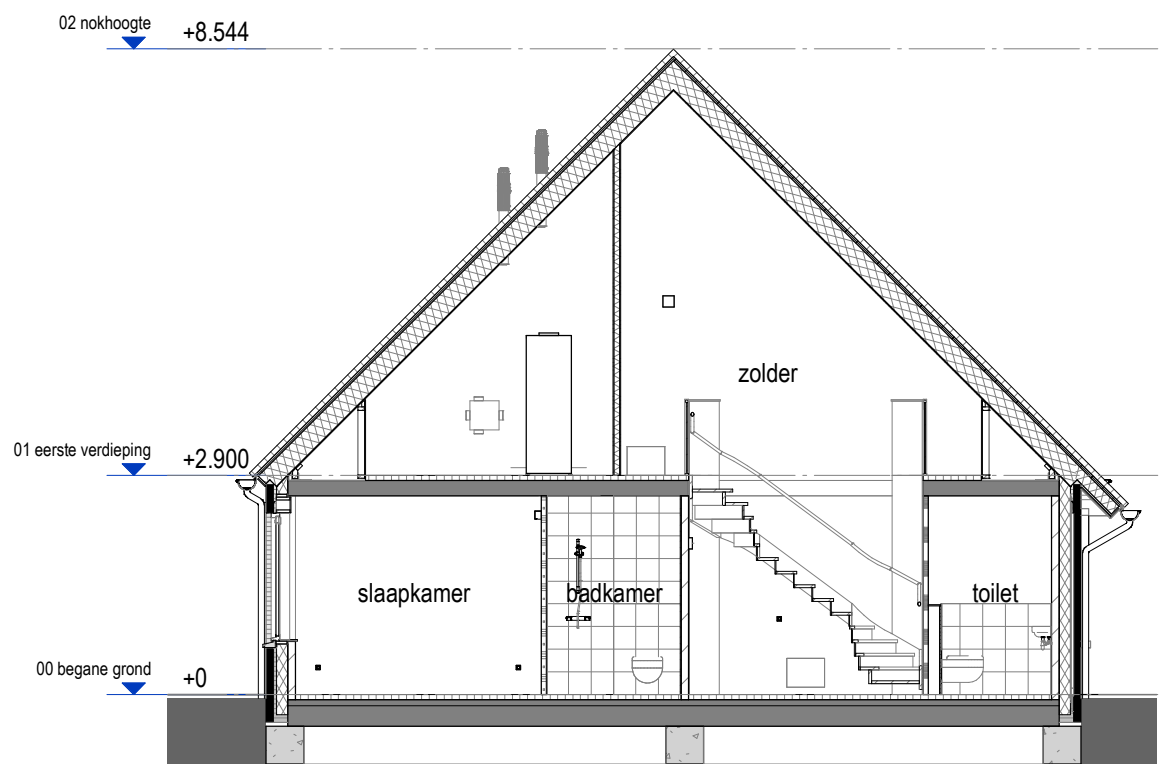 02 nokhoogte +8.544
zolder
01 eerste verdieping +2.900
slaapkamer badkamer toilet
00 begane grond +0